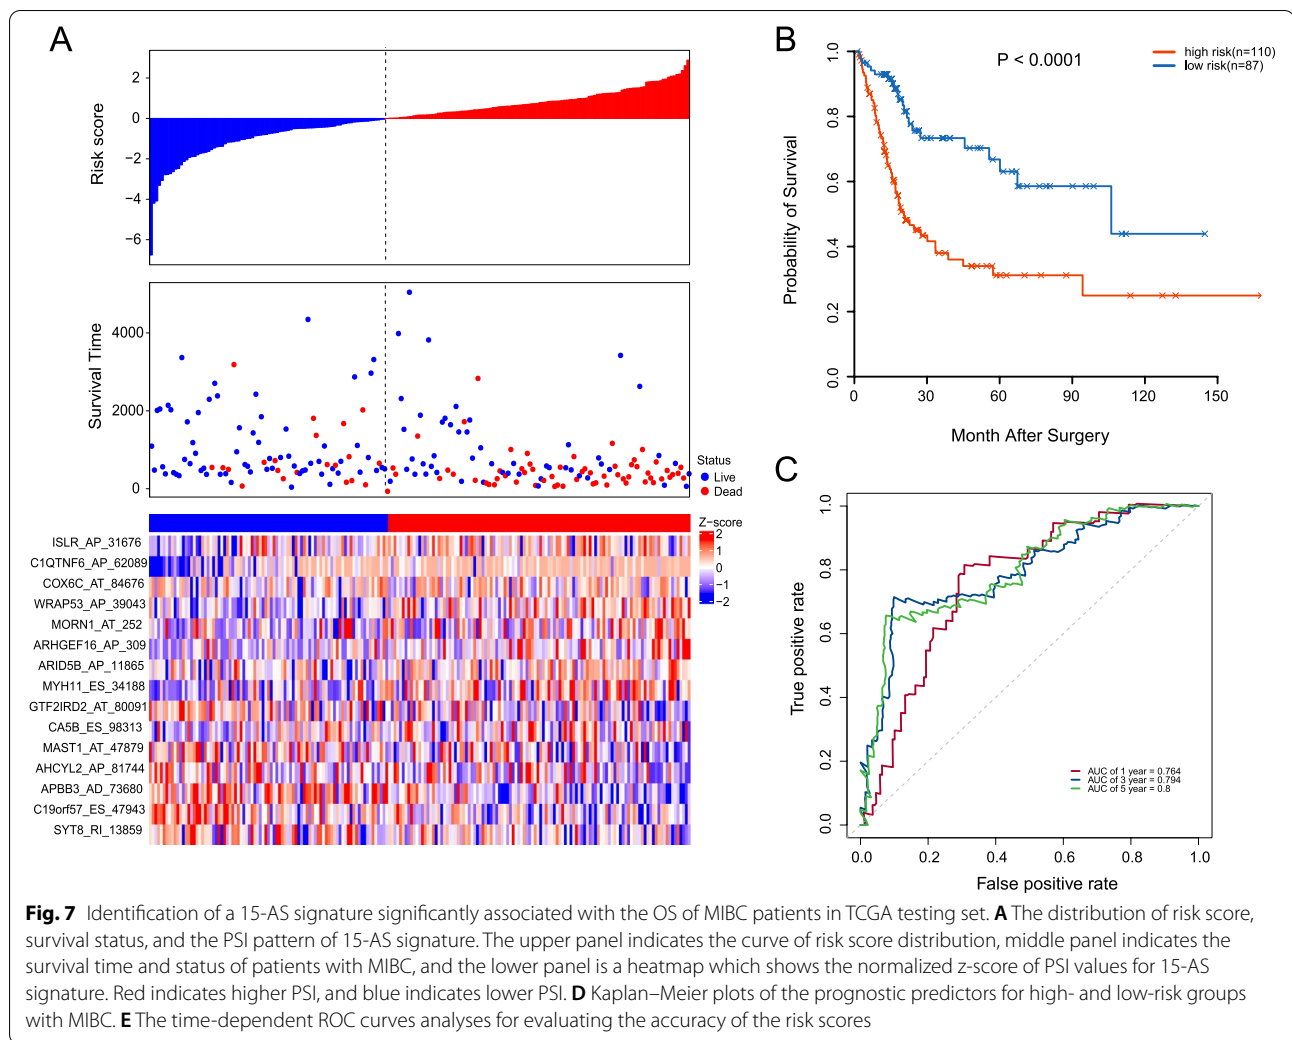 A
Risk score
2
0
−2
−4
−6
Survival Time
4000
2000
0
Status
Live
Dead
Z−score
2
1
0
−1
−2
ISLR_AP_31676
C1QTNF6_AP_62089
COX6C_AT_84676
WRAP53_AP_39043
MORN1_AT_252
ARHGEF16_AP_309
ARID5B_AP_11865
MYH11_ES_34188
GTF2IRD2_AT_80091
CA5B_ES_98313
MAST1_AT_47879
AHCYL2_AP_81744
APBB3_AD_73680
C19orf57_ES_47943
SYT8_RI_13859
B
P < 0.0001
high risk(n=110)
low risk(n=87)
Probability of Survival
1.0
0.8
0.6
0.4
0.2
0.0
0 30 60 90 120 150
Month After Surgery
C
True positive rate
1.0
0.8
0.6
0.4
0.2
0.0
AUC of 1 year = 0.764
AUC of 3 year = 0.794
AUC of 5 year = 0.8
0.0 0.2 0.4 0.6 0.8 1.0
False positive rate
Fig. 7 Identification of a 15-AS signature significantly associated with the OS of MIBC patients in TCGA testing set. A The distribution of risk score,
survival status, and the PSI pattern of 15-AS signature. The upper panel indicates the curve of risk score distribution, middle panel indicates the
survival time and status of patients with MIBC, and the lower panel is a heatmap which shows the normalized z-score of PSI values for 15-AS
signature. Red indicates higher PSI, and blue indicates lower PSI. D Kaplan–Meier plots of the prognostic predictors for high- and low-risk groups
with MIBC. E The time-dependent ROC curves analyses for evaluating the accuracy of the risk scores